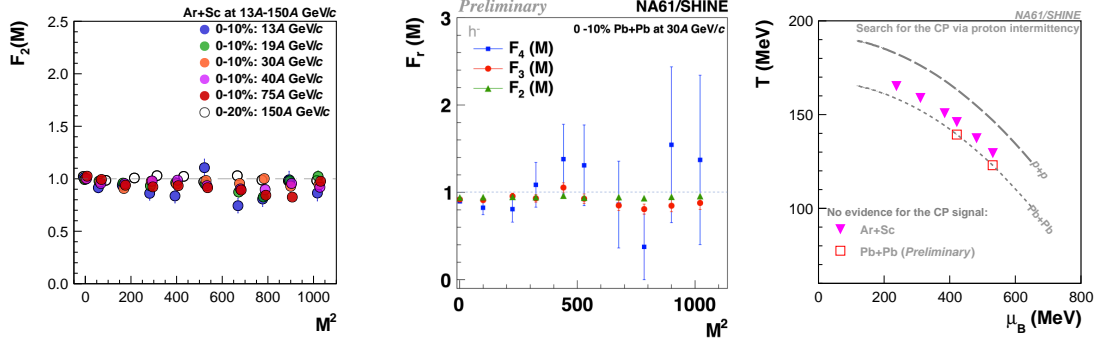 Ar+Sc at 13A-150A GeV/c
F2(M)
2.5
2.0
1.5
1.0
0.5
0.0
0-10%: 13A GeV/c
0-10%: 19A GeV/c
0-10%: 30A GeV/c
0-10%: 40A GeV/c
0-10%: 75A GeV/c
0-20%: 150A GeV/c
0 200 400 600 800 1000
M²
Preliminary NA61/SHINE
0 -10% Pb+Pb at 30A GeV/c
h⁻
Fr (M)
F4 (M)
F3 (M)
F2 (M)
3
2
1
0
0 500 1000
M²
NA61/SHINE
Search for the CP via proton intermittency
T (MeV)
200
150
100
p+p
Pb+Pb
No evidence for the CP signal:
Ar+Sc
Pb+Pb (Preliminary)
0 200 400 600 800
μB (MeV)